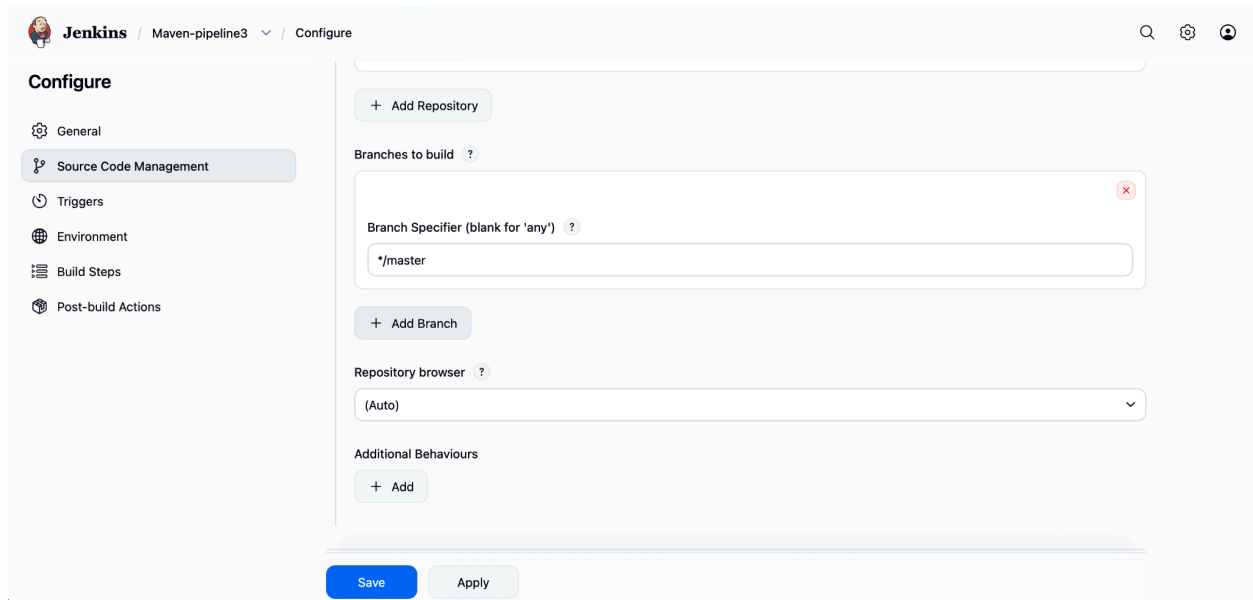 Jenkins / Maven-pipeline3 / Configure
Configure
General
Source Code Management
Triggers
Environment
Build Steps
Post-build Actions
+ Add Repository
Branches to build ?
Branch Specifier (blank for 'any') ?
*/master
+ Add Branch
Repository browser ?
(Auto)
Additional Behaviours
+ Add
Save Apply